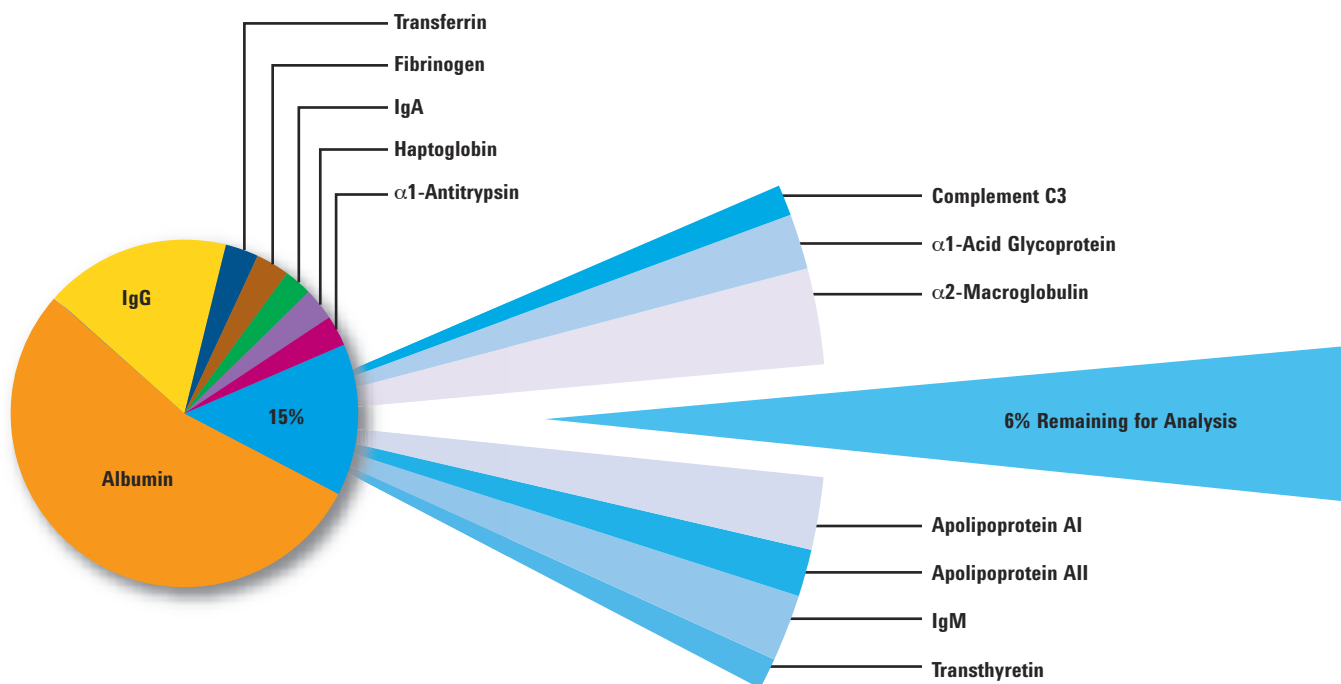 Transferrin
Fibrinogen
IgA
Haptoglobin
α1-Antitrypsin
IgG
15%
Albumin
Complement C3
α1-Acid Glycoprotein
α2-Macroglobulin
6% Remaining for Analysis
Apolipoprotein AI
Apolipoprotein AII
IgM
Transthyretin